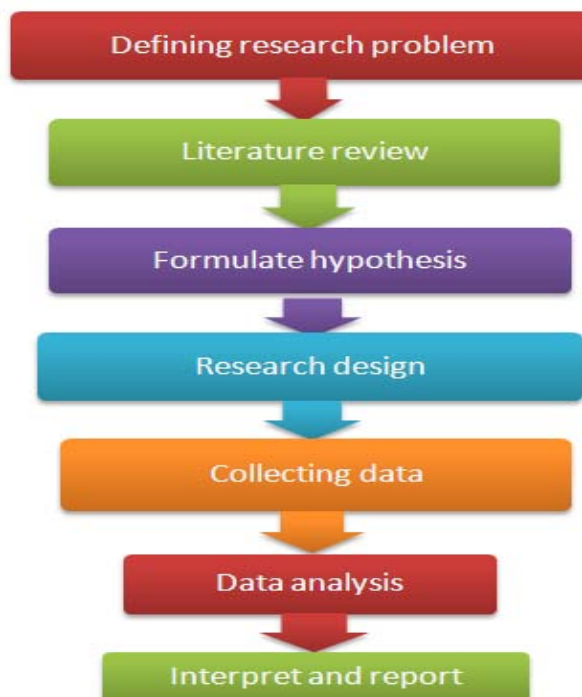 Defining research problem
Literature review
Formulate hypothesis
Research design
Collecting data
Data analysis
Interpret and report